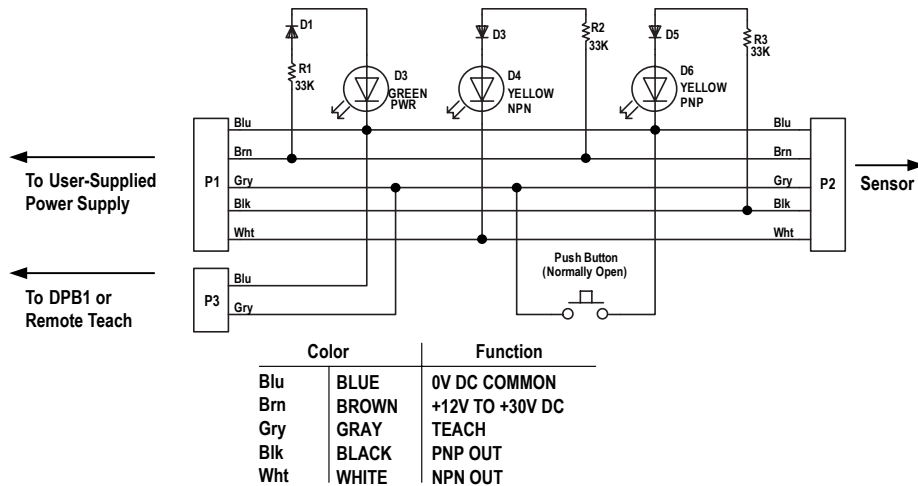 D1
R1
33K
D3
GREEN
PWR
D3
D4
YELLOW
NPN
R2
33K
D5
D6
YELLOW
PNP
R3
33K
To User-Supplied
Power Supply
P1
Blu
Brn
Gry
Blk
Wht
Blu
Brn
Gry
Blk
Wht
P2
Sensor
To DPB1 or
Remote Teach
P3
Blu
Gry
Push Button
(Normally Open)
Color Function
Blu BLUE 0V DC COMMON
Brn BROWN +12V TO +30V DC
Gry GRAY TEACH
Blk BLACK PNP OUT
Wht WHITE NPN OUT